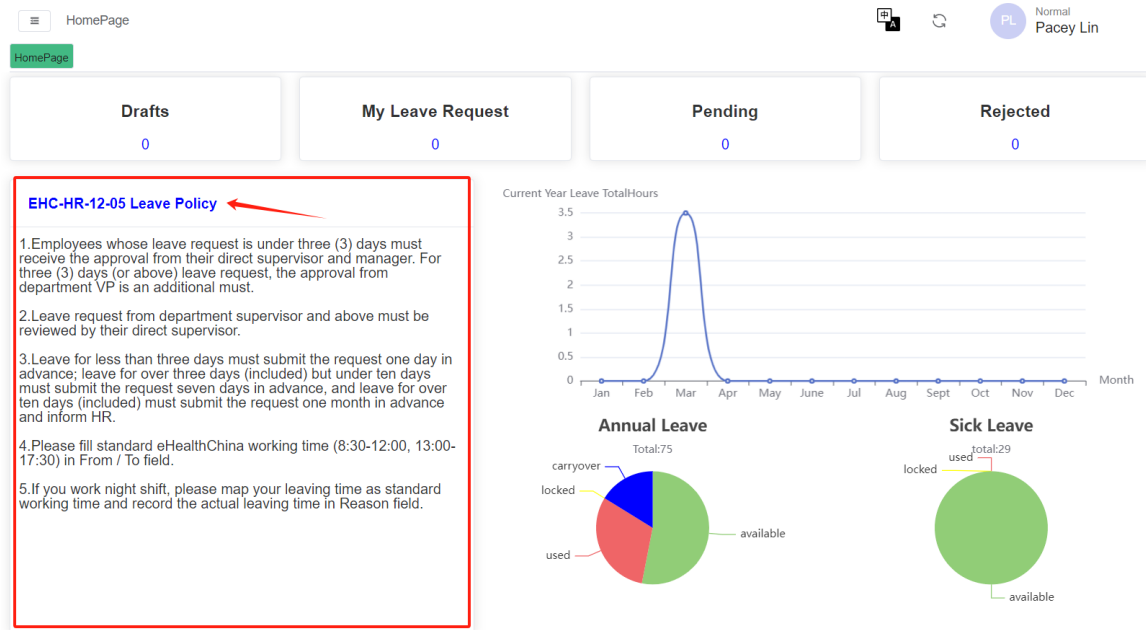 HomePage
中 A
PL
Normal
Pacey Lin
HomePage
Drafts
0
My Leave Request
0
Pending
0
Rejected
0
EHC-HR-12-05 Leave Policy
1.Employees whose leave request is under three (3) days must
receive the approval from their direct supervisor and manager. For
three (3) days (or above) leave request, the approval from
department VP is an additional must.
2.Leave request from department supervisor and above must be
reviewed by their direct supervisor.
3.Leave for less than three days must submit the request one day in
advance; leave for over three days (included) but under ten days
must submit the request seven days in advance, and leave for over
ten days (included) must submit the request one month in advance
and inform HR.
4.Please fill standard eHealthChina working time (8:30-12:00, 13:00-
17:30) in From / To field.
5.If you work night shift, please map your leaving time as standard
working time and record the actual leaving time in Reason field.
Current Year Leave TotalHours
3.5
3
2.5
2
1.5
1
0.5
0
Jan Feb Mar Apr May June Jul Aug Sept Oct Nov Dec
Month
Annual Leave
Total:75
carryover
locked
used
available
Sick Leave
total:29
used
locked
available